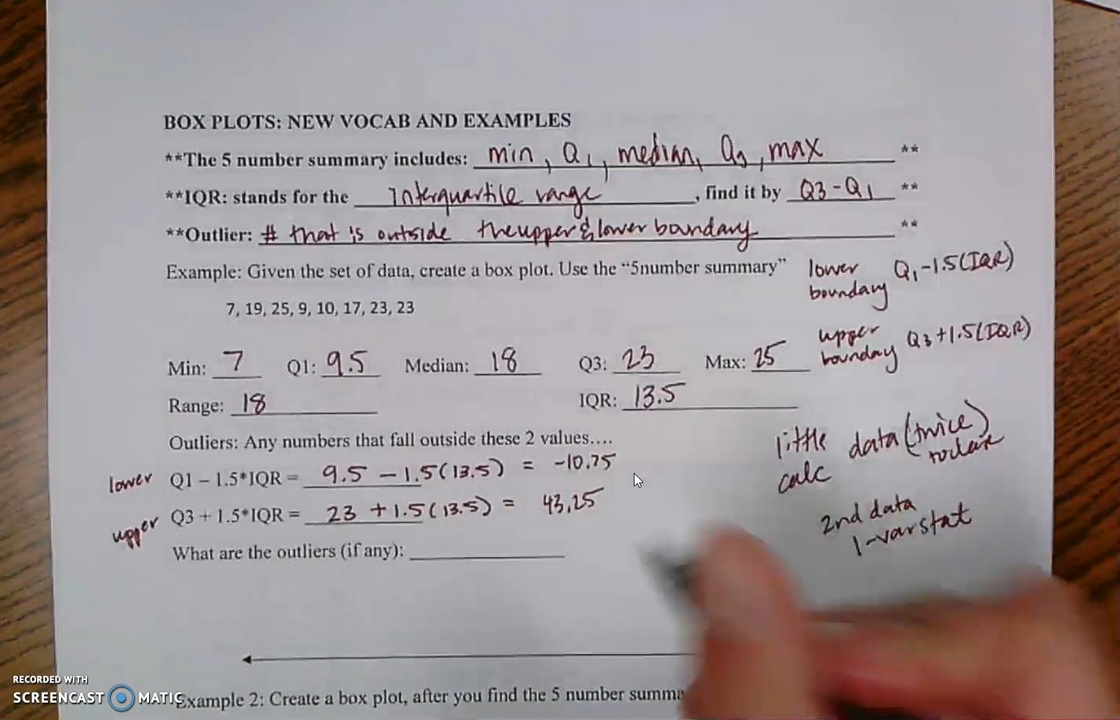 BOX PLOTS: NEW VOCAB AND EXAMPLES
**The 5 number summary includes: min, Q1, median, Q3, max **
**IQR: stands for the interquartile range, find it by Q3-Q1 **
**Outlier: # that is outside the upper & lower boundary **
Example: Given the set of data, create a box plot. Use the “5number summary”
lower boundary Q1-1.5(IQR)
7, 19, 25, 9, 10, 17, 23, 23
upper boundary Q3+1.5(IQR)
Min: 7 Q1: 9.5 Median: 18 Q3: 23 Max: 25
Range: 18 IQR: 13.5
Outliers: Any numbers that fall outside these 2 values….
lower Q1 – 1.5*IQR = 9.5 - 1.5(13.5) = -10.75
upper Q3 + 1.5*IQR = 23 + 1.5(13.5) = 43.25
What are the outliers (if any):
little data (twice)
calc
2nd data
1-var stat
RECORDED WITH
SCREENCAST MATIC
Example 2: Create a box plot, after you find the 5 number summa